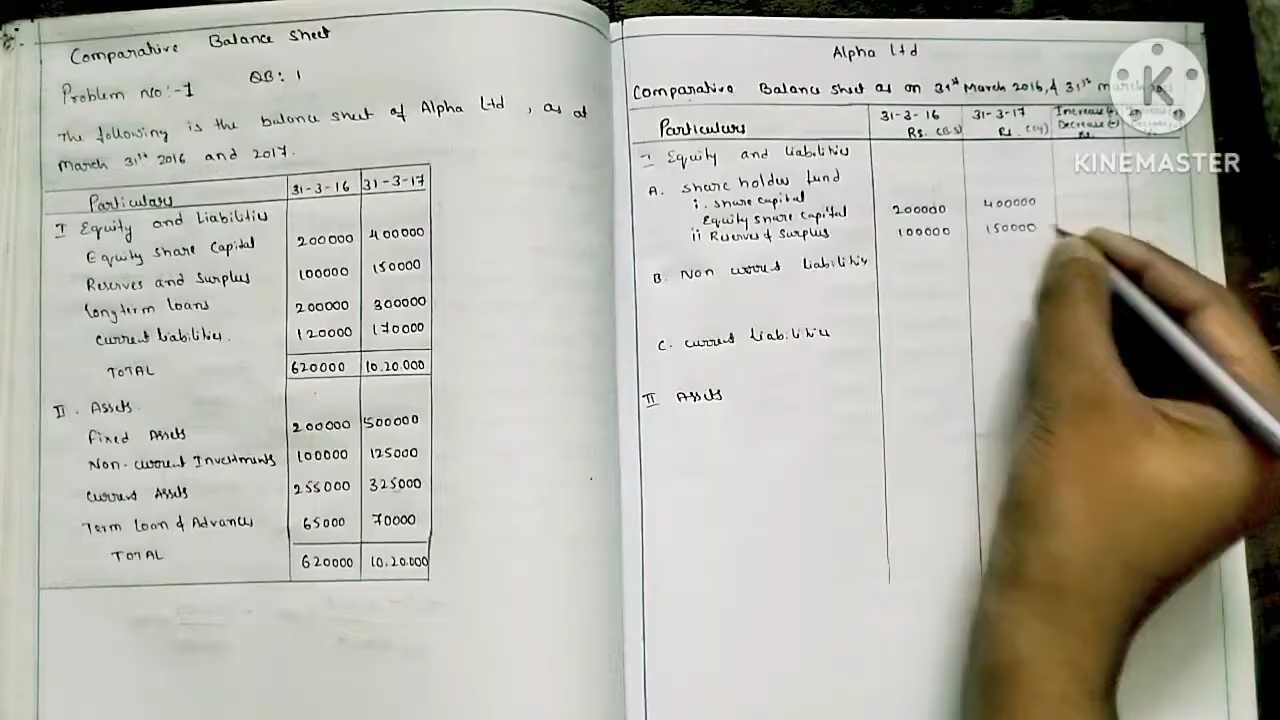 Comparative Balance sheet
Problem No:-1 QB: 1
The following is the balance sheet of Alpha Ltd, as at
March 31st 2016 and 2017.
Particulars 31-3-16 31-3-17
I Equity and Liabilities
Equity share Capital 200000 400000
Reserves and Surplus 100000 150000
Long term loans 200000 300000
Current liabilities. 120000 170000
TOTAL 620000 10.20.000
II. Assets.
Fixed Assets 200000 500000
Non-current Investments 100000 125000
Current Assets 255000 325000
Term Loan & Advances 65000 70000
TOTAL 620000 10.20.000
Alpha Ltd
Comparative Balance sheet as on 31st March 2016, & 31st march
Particulars 31-3-16 Rs. (B.S) 31-3-17 Rs. (CY) Increase (+) Decrease (-) Rs.
I Equity and liabilities
A. Share holder fund
i. Share capital
Equity share capital 200000 400000
ii Reserves & Surplus 100000 150000
B. Non current liabilities
C. Current liabilities
II Assets
K
KINEMASTER